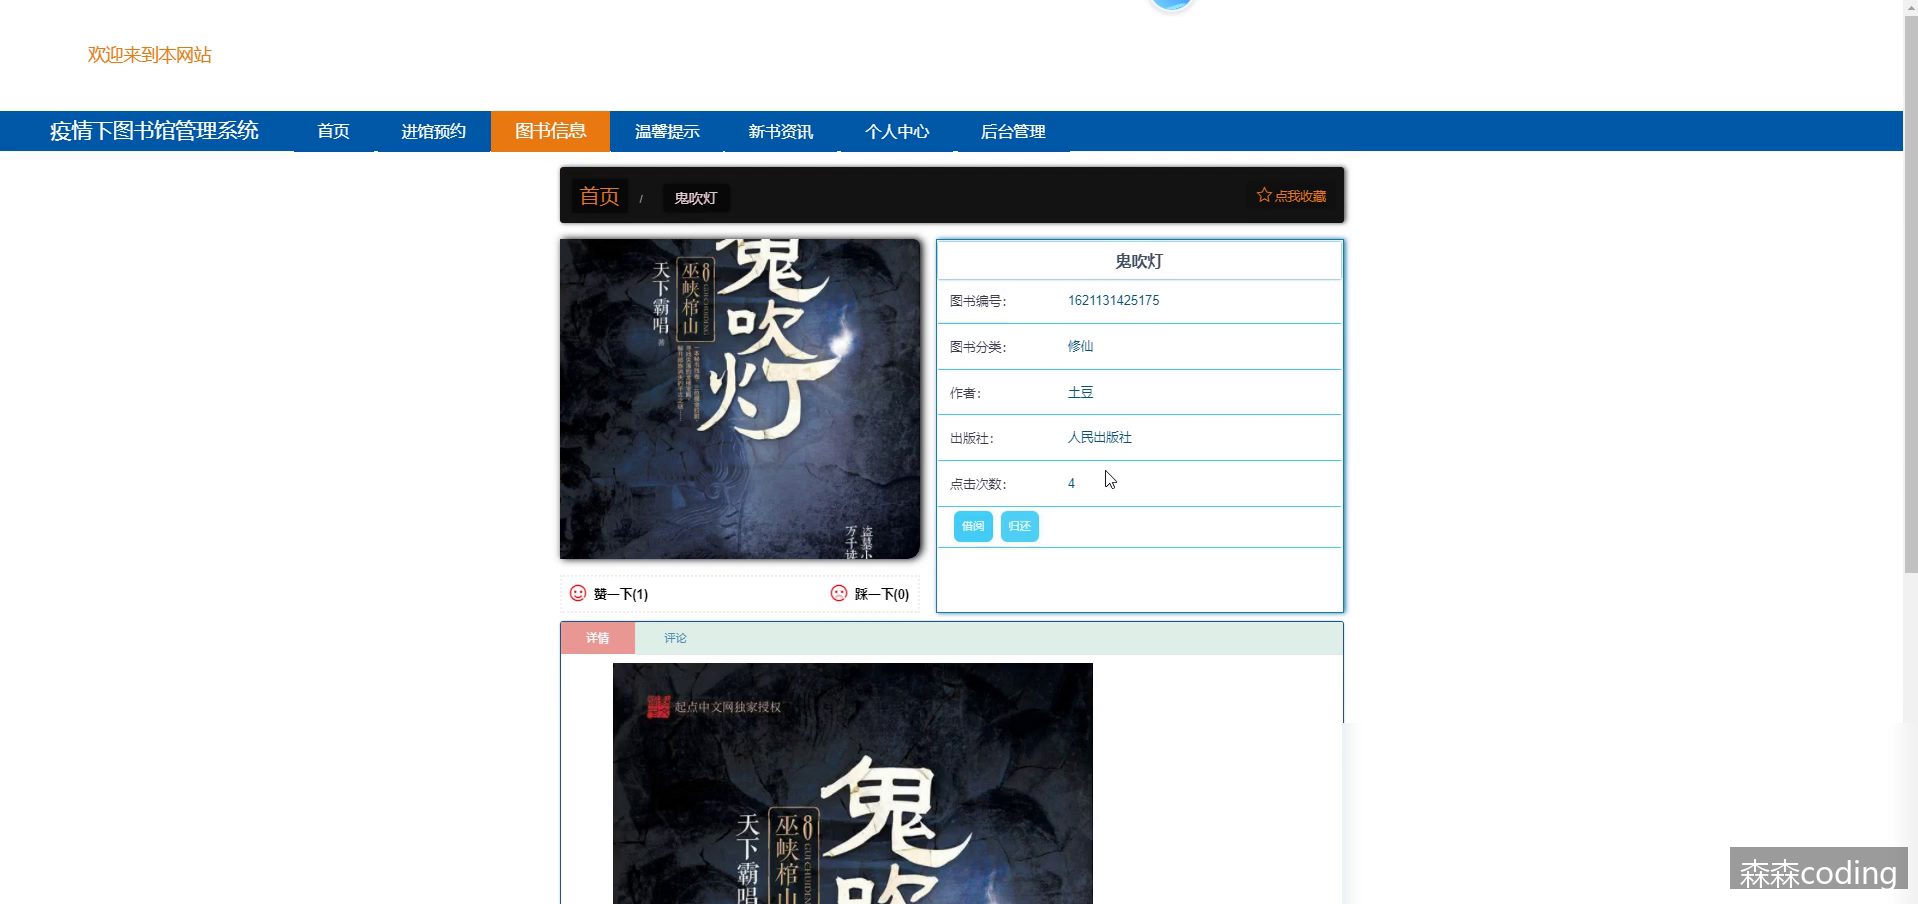 欢迎来到本网站
疫情下图书馆管理系统 首页 进馆预约 图书信息 温馨提示 新书资讯 个人中心 后台管理
首页 / 鬼吹灯 点我收藏
鬼吹灯
8
巫峡棺山
天下霸唱 著
鬼吹灯
图书编号： 1621131425175
图书分类： 修仙
作者： 土豆
出版社： 人民出版社
点击次数： 4
借阅 归还
赞一下(1) 踩一下(0)
详情 评论
起点中文网独家授权
鬼吹
8
巫峡棺山
天下霸唱
森森coding